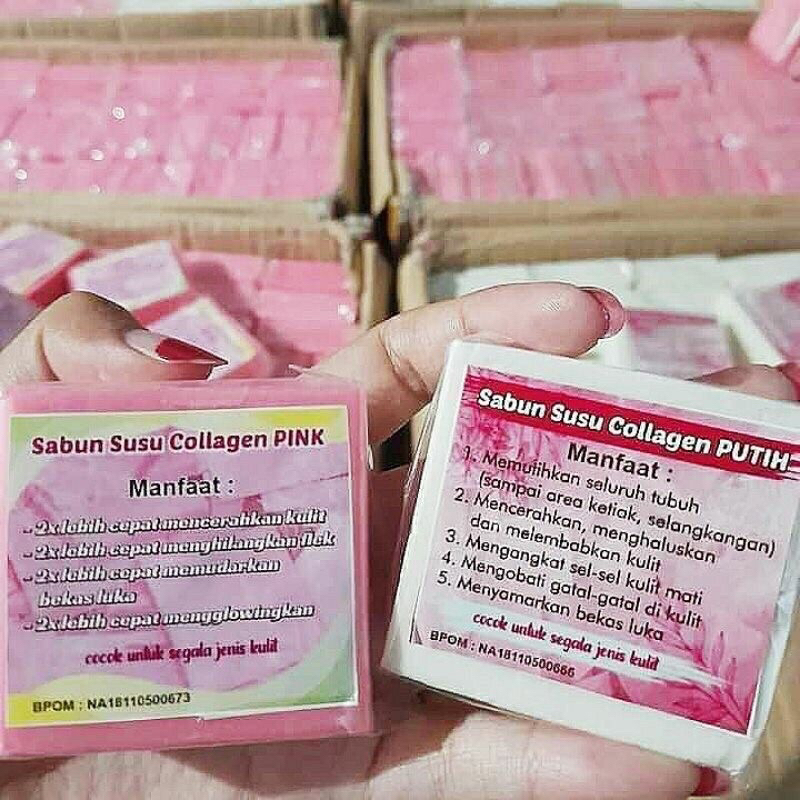 Sabun Susu Collagen PINK
Manfaat :
- 2x lebih cepat mencerahkan kulit
- 2x lebih cepat menghilangkan flek
- 2x lebih cepat memudarkan
bekas luka
- 2x lebih cepat mengglowingkan
cocok untuk segala jenis kulit
BPOM : NA18110500673
Sabun Susu Collagen PUTIH
Manfaat :
1. Memutihkan seluruh tubuh
(sampai area ketiak, selangkangan)
2. Mencerahkan, menghaluskan
dan melembabkan kulit
3. Mengangkat sel-sel kulit mati
4. Mengobati gatal-gatal di kulit
5. Menyamarkan bekas luka
cocok untuk segala jenis kulit
BPOM : NA18110500666